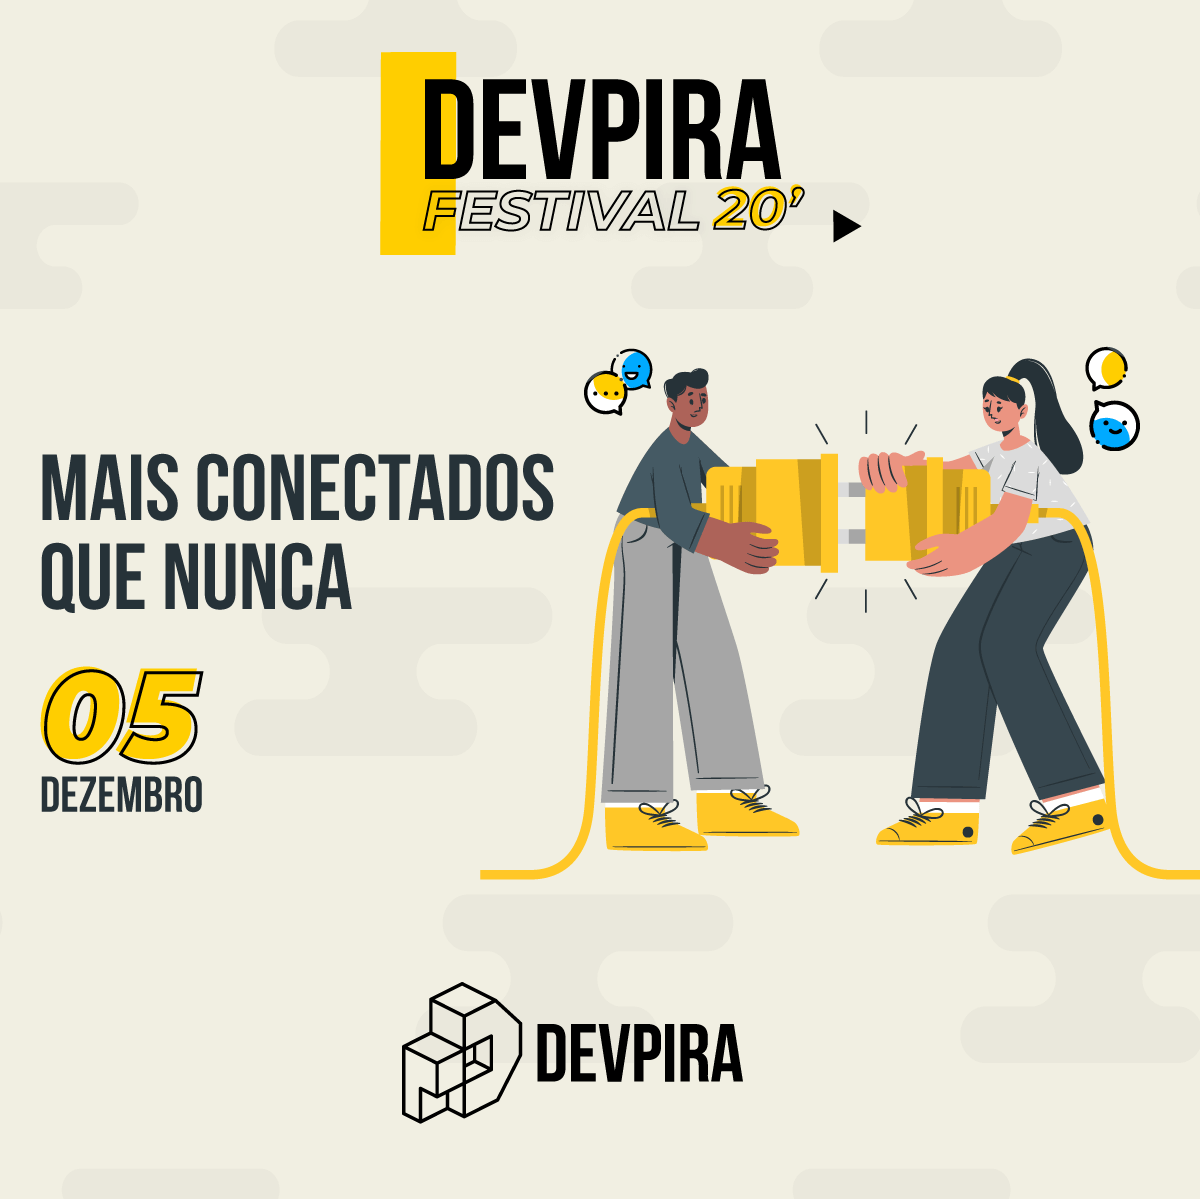 DEVPIRA
FESTIVAL 20’
MAIS CONECTADOS
QUE NUNCA
05
DEZEMBRO
DEVPIRA